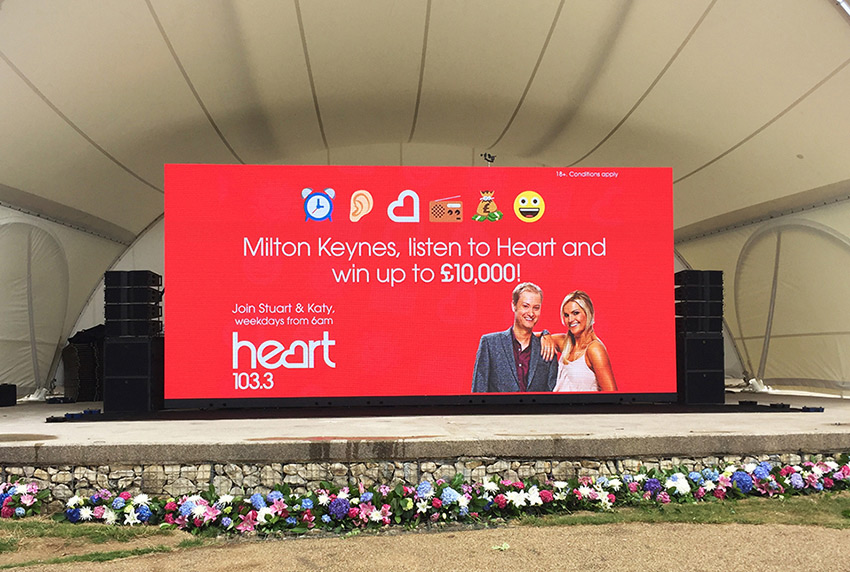 18+. Conditions apply
£
Milton Keynes, listen to Heart and
win up to £10,000!
Join Stuart & Katy,
weekdays from 6am
heart
103.3